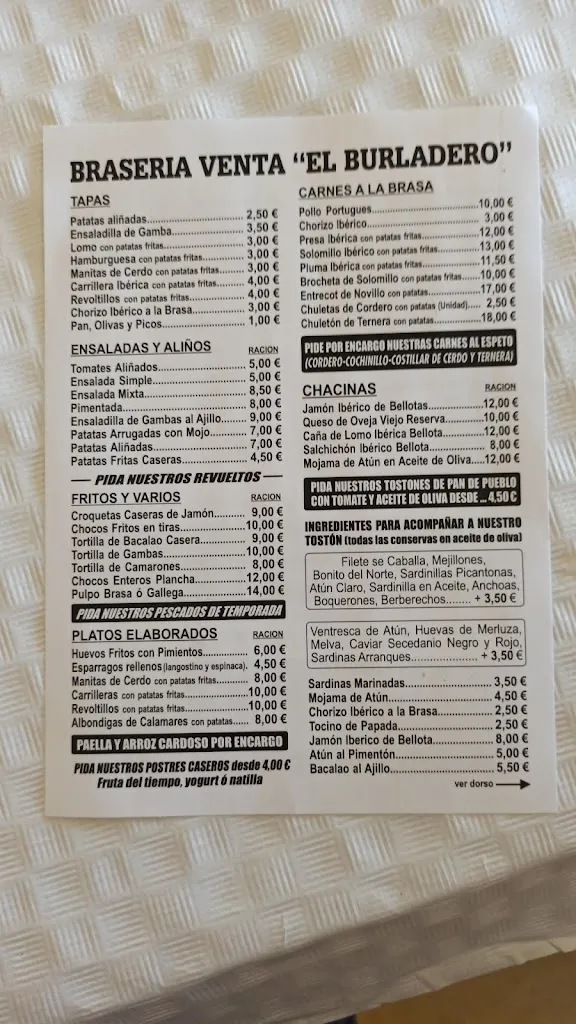 BRASERIA VENTA "EL BURLADERO"
TAPAS
Patatas aliñadas..........2,50 €
Ensaladilla de Gamba..........3,50 €
Lomo con patatas fritas..........3,00 €
Hamburguesa con patatas fritas..........3,00 €
Manitas de Cerdo con patatas fritas..........3,00 €
Carrillera Ibérica con patatas fritas..........4,00 €
Revoltillos con patatas fritas..........4,00 €
Chorizo Ibérico a la Brasa..........3,00 €
Pan, Olivas y Picos..........1,00 €
ENSALADAS Y ALIÑOS RACION
Tomates Aliñados..........5,00 €
Ensalada Simple..........5,00 €
Ensalada Mixta..........8,50 €
Pimentada..........8,00 €
Ensaladilla de Gambas al Ajillo..........9,00 €
Patatas Arrugadas con Mojo..........7,00 €
Patatas Aliñadas..........7,00 €
Patatas Fritas Caseras..........4,50 €
PIDA NUESTROS REVUELTOS
FRITOS Y VARIOS RACION
Croquetas Caseras de Jamón..........9,00 €
Chocos Fritos en tiras..........10,00 €
Tortilla de Bacalao Casera..........9,00 €
Tortilla de Gambas..........10,00 €
Tortilla de Camarones..........8,00 €
Chocos Enteros Plancha..........12,00 €
Pulpo Brasa ó Gallega..........14,00 €
PIDA NUESTROS PESCADOS DE TEMPORADA
PLATOS ELABORADOS RACION
Huevos Fritos con Pimientos..........6,00 €
Esparragos rellenos(langostino y espinaca). 4,50 €
Manitas de Cerdo con patatas fritas..........8,00 €
Carrilleras con patatas fritas..........10,00 €
Revoltillos con patatas fritas..........10,00 €
Albondigas de Calamares con patatas..........8,00 €
PAELLA Y ARROZ CARDOSO POR ENCARGO
PIDA NUESTROS POSTRES CASEROS desde 4,00 €
Fruta del tiempo, yogurt ó natilla
CARNES A LA BRASA
Pollo Portugues..........10,00 €
Chorizo Ibérico..........3,00 €
Presa Ibérica con patatas fritas..........12,00 €
Solomillo Ibérico con patatas fritas..........13,00 €
Pluma Ibérica con patatas fritas..........11,50 €
Brocheta de Solomillo con patatas fritas..........10,00 €
Entrecot de Novillo con patatas..........17,00 €
Chuletas de Cordero con patatas (Unidad)..... 2,50 €
Chuletón de Ternera con patatas..........18,00 €
PIDE POR ENCARGO NUESTRAS CARNES AL ESPETO
(CORDERO-COCHINILLO-COSTILLAR DE CERDO Y TERNERA)
CHACINAS RACION
Jamón Ibérico de Bellotas..........12,00 €
Queso de Oveja Viejo Reserva..........10,00 €
Caña de Lomo Ibérica Bellota..........12,00 €
Salchichón Ibérico Bellota..........8,00 €
Mojama de Atún en Aceite de Oliva....12,00 €
PIDA NUESTROS TOSTONES DE PAN DE PUEBLO
CON TOMATE Y ACEITE DE OLIVA DESDE ... 4,50 €
INGREDIENTES PARA ACOMPAÑAR A NUESTRO
TOSTÓN (todas las conservas en aceite de oliva)
Filete se Caballa, Mejillones,
Bonito del Norte, Sardinillas Picantonas,
Atún Claro, Sardinilla en Aceite, Anchoas,
Boquerones, Berberechos........ + 3,50 €
Ventresca de Atún, Huevas de Merluza,
Melva, Caviar Secedanio Negro y Rojo,
Sardinas Arranques.................. + 3,50 €
Sardinas Marinadas..........3,50 €
Mojama de Atún..........4,50 €
Chorizo Ibérico a la Brasa..........2,50 €
Tocino de Papada..........2,50 €
Jamón Iberico de Bellota..........8,00 €
Atún al Pimentón..........5,00 €
Bacalao al Ajillo..........5,50 €
ver dorso